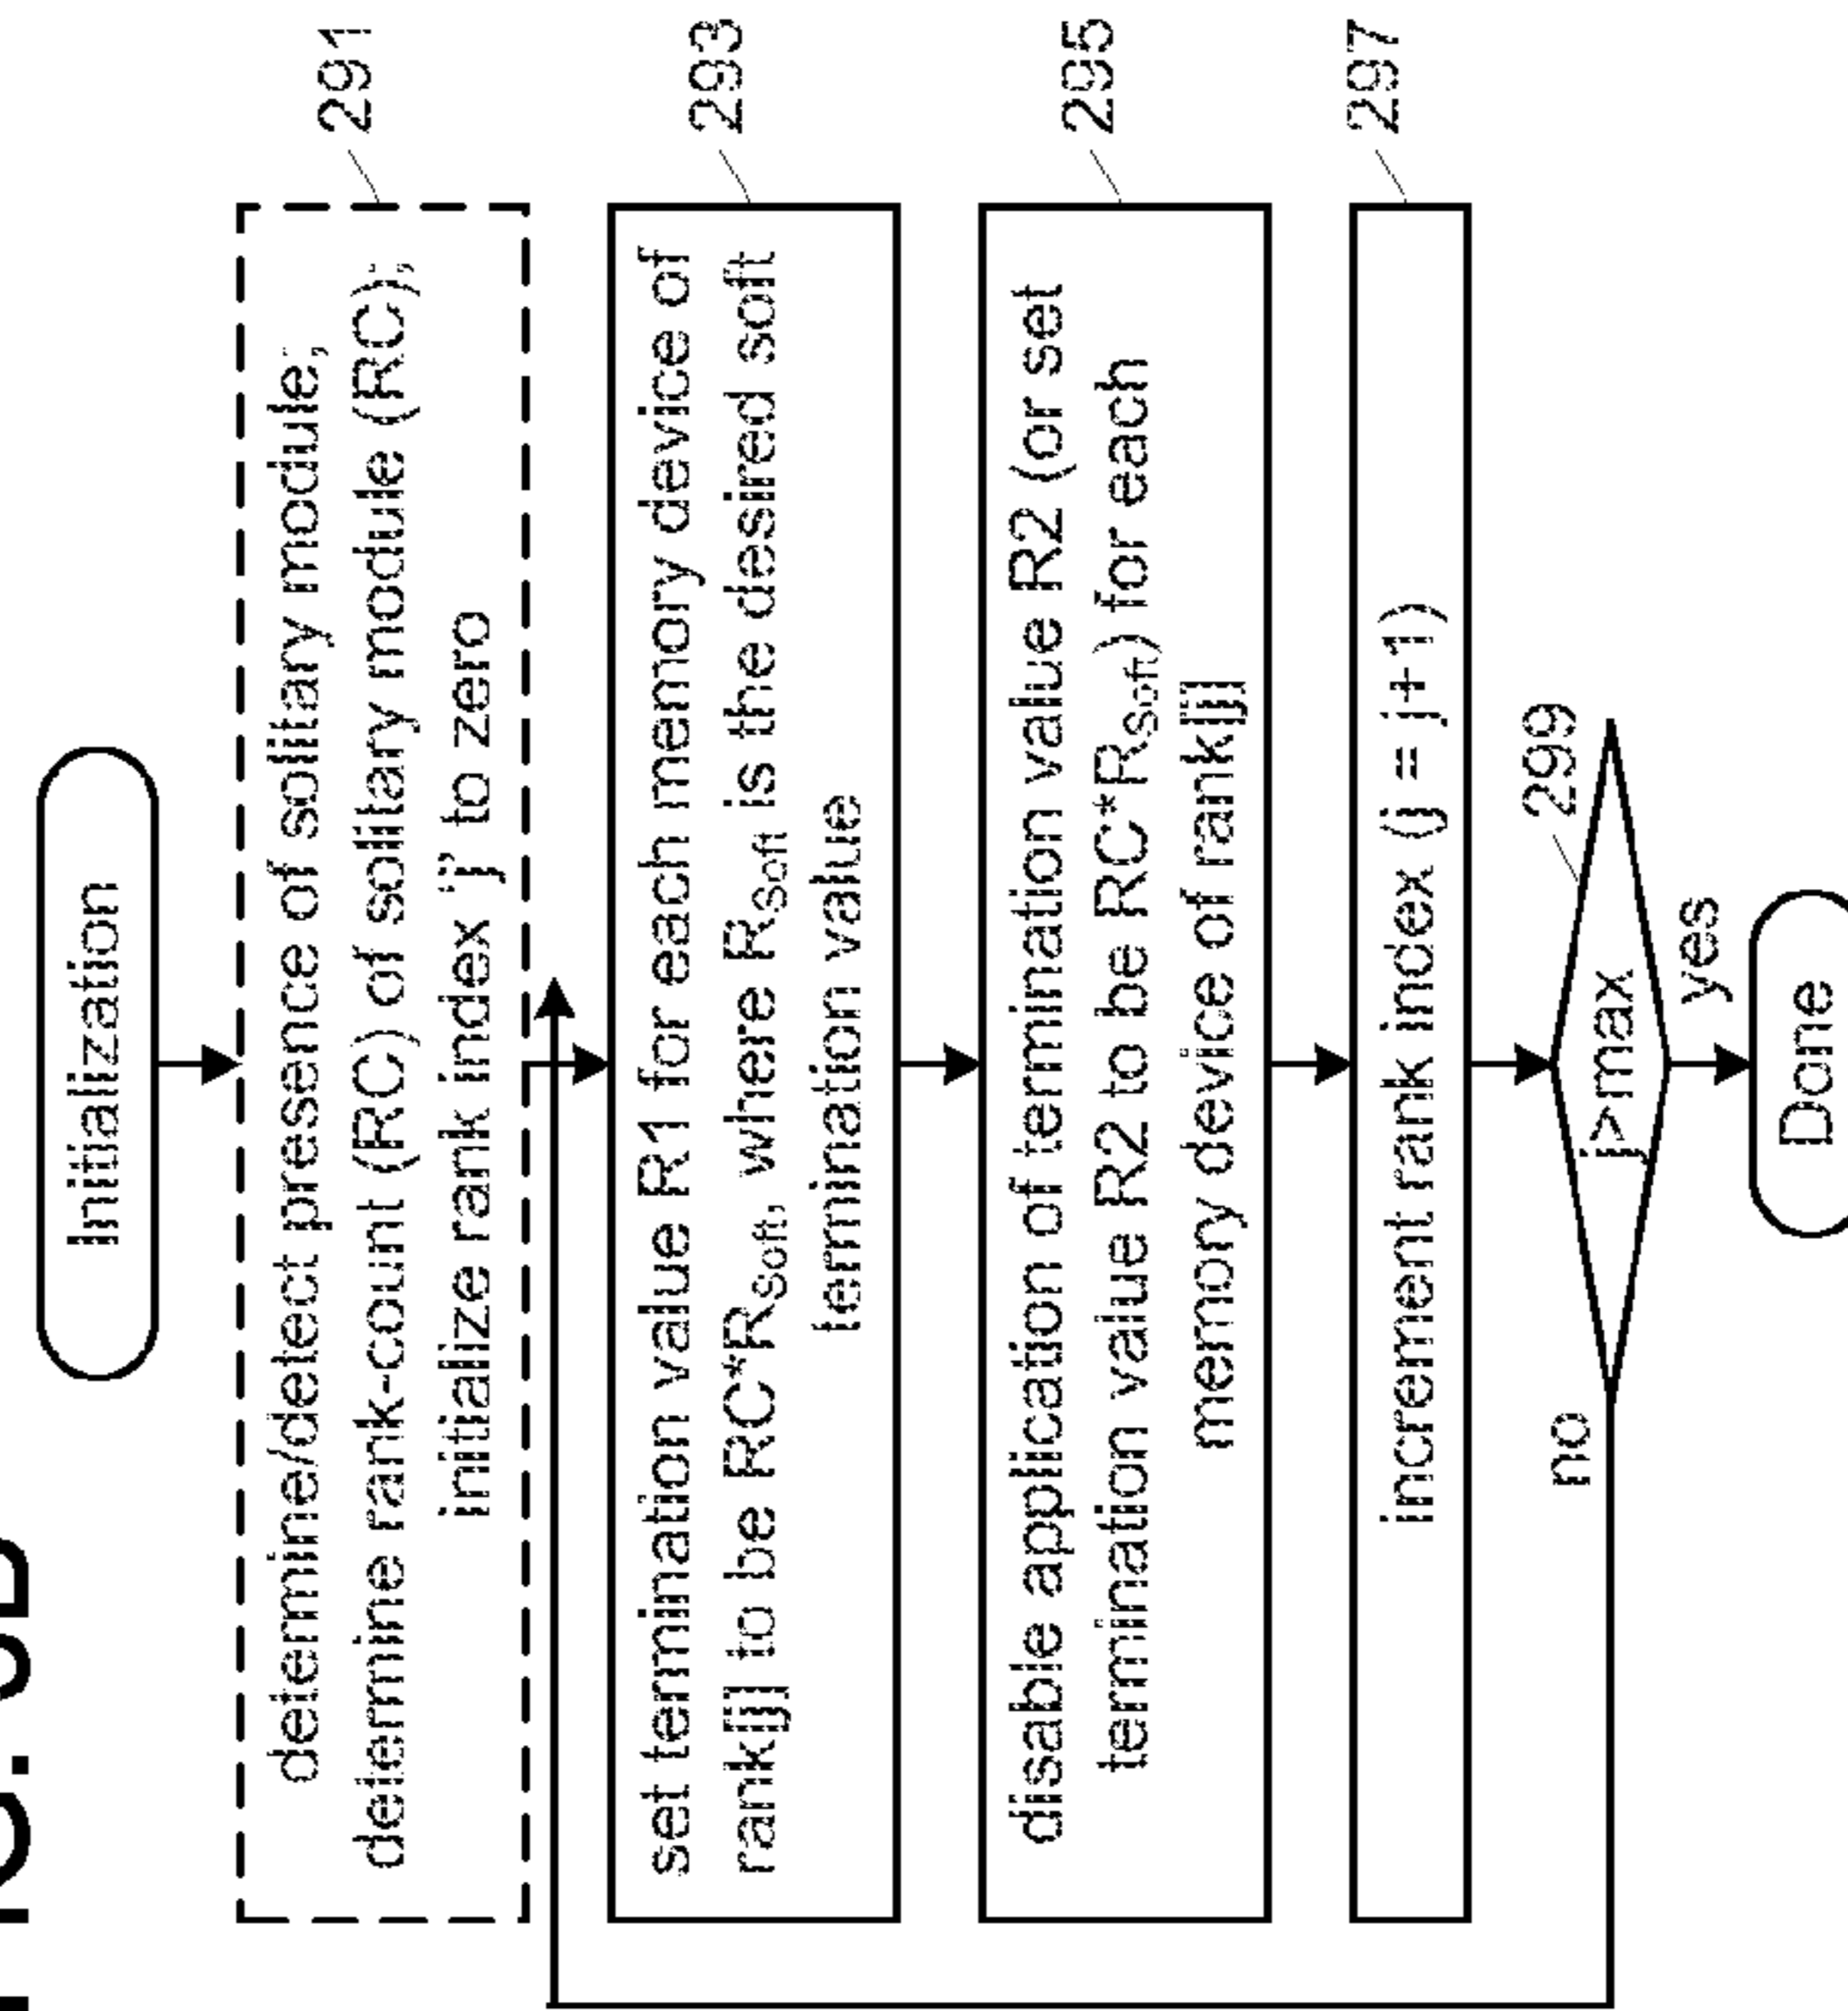 Initialization
291
determine/detect presence of solitary module;
determine rank-count (RC) of solitary module (RC);
initialize rank index 'j' to zero
293
set termination value R1 for each memory device of
rank[j] to be RC*RSoft, where RSoft is the desired soft
termination value
295
disable application of termination value R2 (or set
termination value R2 to be RC*RSoft) for each
memory device of rank[j]
297
increment rank index (j = j+1)
299
j>max
no
yes
Done